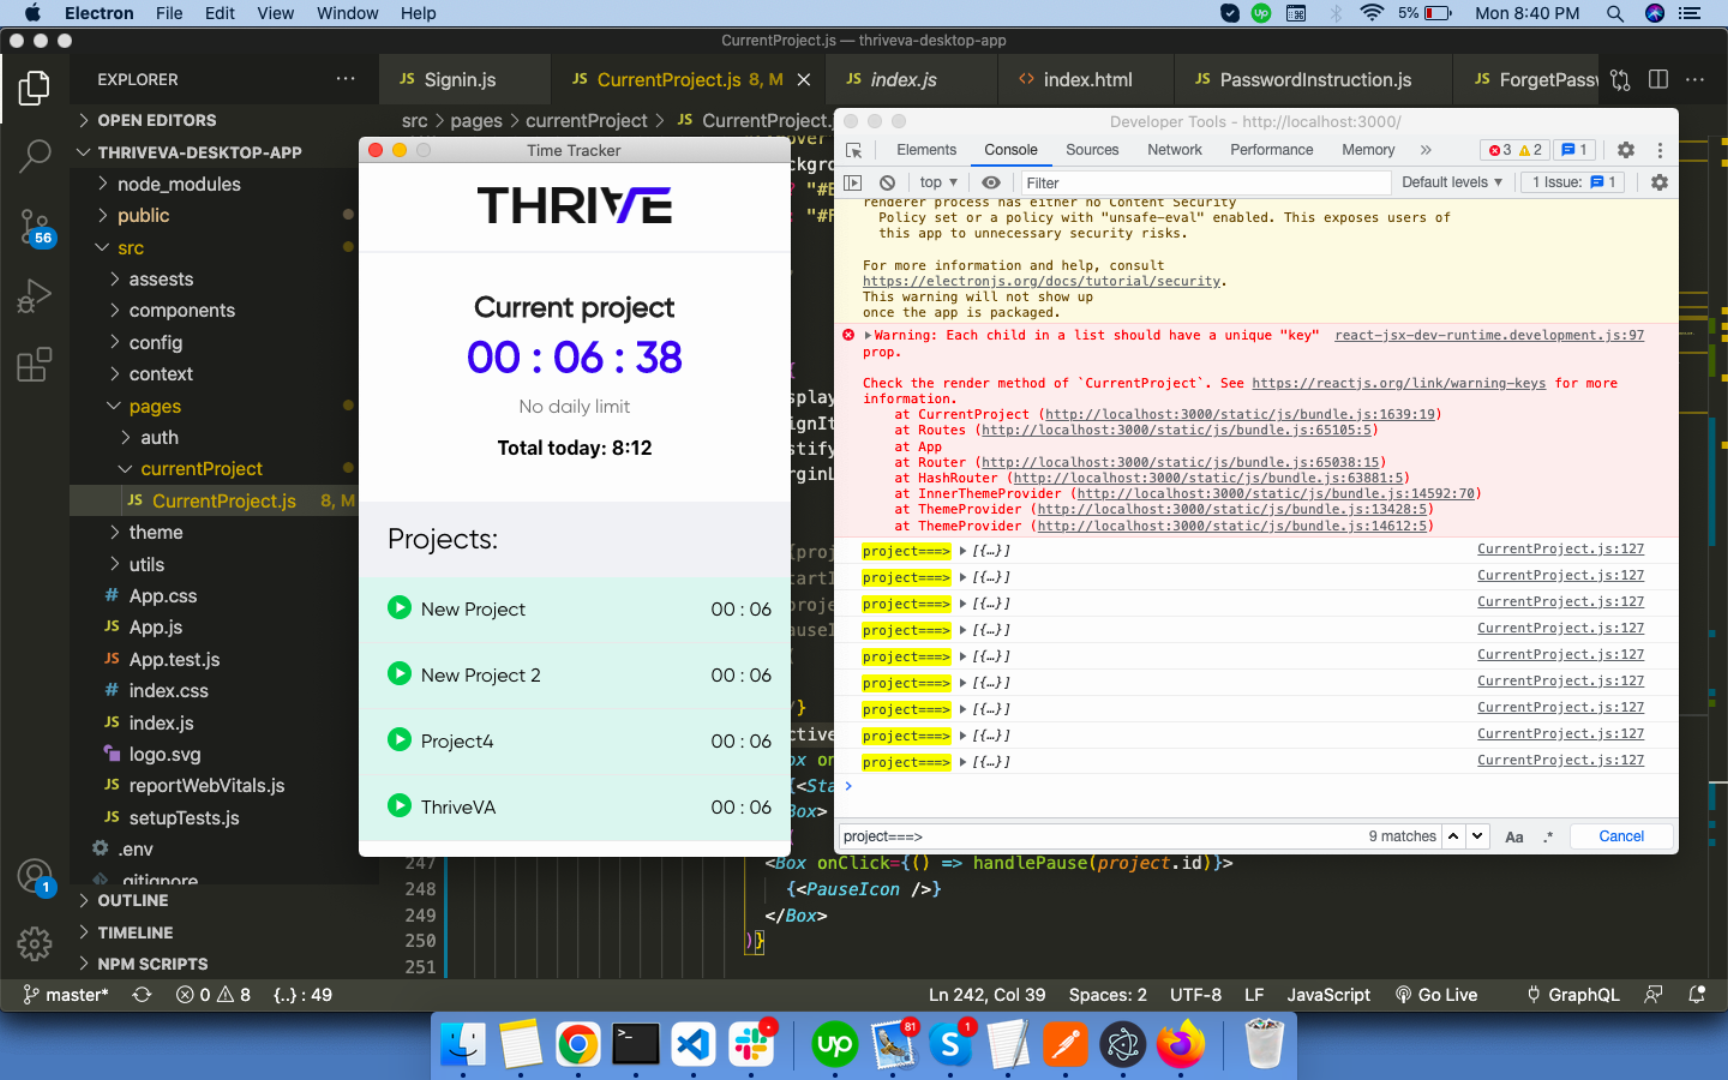 Electron File Edit View Window Help
5% Mon 8:40 PM
CurrentProject.js — thriveva-desktop-app
EXPLORER
JS Signin.js
JS CurrentProject.js 8, M
JS index.js
<> index.html
JS PasswordInstruction.js
JS ForgetPassw
OPEN EDITORS
src > pages > currentProject > JS CurrentProject.
THRIVEVA-DESKTOP-APP
node_modules
public
src
assests
components
config
context
pages
auth
currentProject
JS CurrentProject.js 8, M
theme
utils
# App.css
JS App.js
JS App.test.js
# index.css
JS index.js
logo.svg
JS reportWebVitals.js
JS setupTests.js
.env
.gitignore
OUTLINE
TIMELINE
NPM SCRIPTS
56
1
Time Tracker
THRIVE
Current project
00 : 06 : 38
No daily limit
Total today: 8:12
Projects:
New Project 00 : 06
New Project 2 00 : 06
Project4 00 : 06
ThriveVA 00 : 06
Developer Tools - http://localhost:3000/
Elements Console Sources Network Performance Memory » 3 2 1
top ▼ Filter Default levels ▼ 1 Issue: 1
renderer process has either no Content Security
Policy set or a policy with "unsafe-eval" enabled. This exposes users of
this app to unnecessary security risks.
For more information and help, consult
https://electronjs.org/docs/tutorial/security.
This warning will not show up
once the app is packaged.
Warning: Each child in a list should have a unique "key" react-jsx-dev-runtime.development.js:97
prop.
Check the render method of `CurrentProject`. See https://reactjs.org/link/warning-keys for more
information.
at CurrentProject (http://localhost:3000/static/js/bundle.js:1639:19)
at Routes (http://localhost:3000/static/js/bundle.js:65105:5)
at App
at Router (http://localhost:3000/static/js/bundle.js:65038:15)
at HashRouter (http://localhost:3000/static/js/bundle.js:63881:5)
at InnerThemeProvider (http://localhost:3000/static/js/bundle.js:14592:70)
at ThemeProvider (http://localhost:3000/static/js/bundle.js:13428:5)
at ThemeProvider (http://localhost:3000/static/js/bundle.js:14612:5)
project===> ▶ [{…}] CurrentProject.js:127
project===> ▶ [{…}] CurrentProject.js:127
project===> ▶ [{…}] CurrentProject.js:127
project===> ▶ [{…}] CurrentProject.js:127
project===> ▶ [{…}] CurrentProject.js:127
project===> ▶ [{…}] CurrentProject.js:127
project===> ▶ [{…}] CurrentProject.js:127
project===> ▶ [{…}] CurrentProject.js:127
project===> ▶ [{…}] CurrentProject.js:127
>
project===> 9 matches Aa .* Cancel
247 <Box onClick={() => handlePause(project.id)}>
248 {<PauseIcon />}
249 </Box>
250 )}
251
master* 0 8 {..} : 49
Ln 242, Col 39 Spaces: 2 UTF-8 LF JavaScript Go Live GraphQL
up 81 S 1